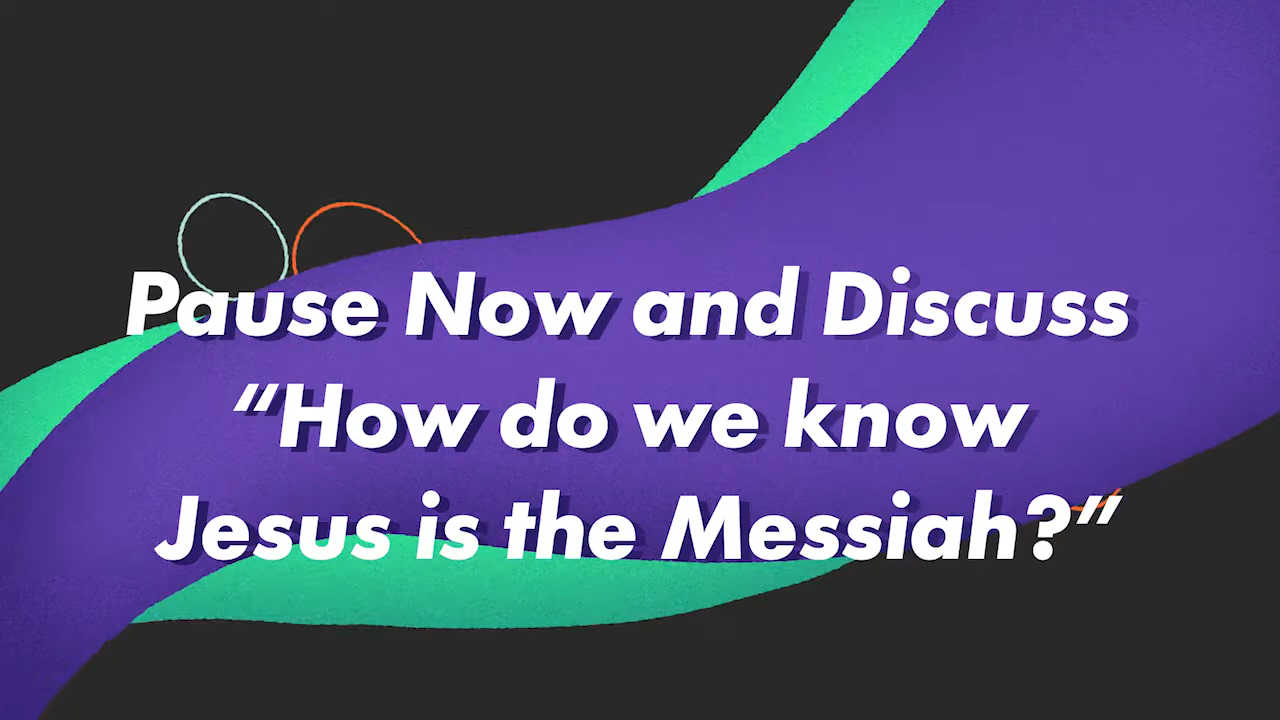 Pause Now and Discuss
“How do we know
Jesus is the Messiah?”